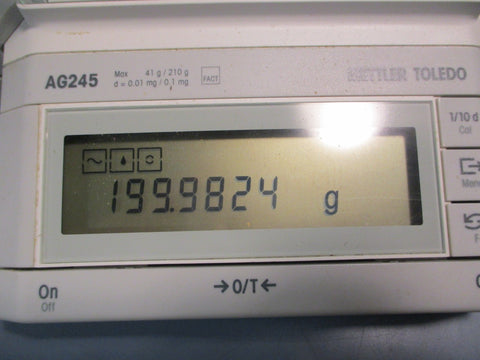 AG245
Max 41 g / 210 g
d = 0.01 mg / 0.1 mg
FACT
METTLER TOLEDO
1/10 d
Cal
199.9824 g
Menu
F
On
Off
→O/T←